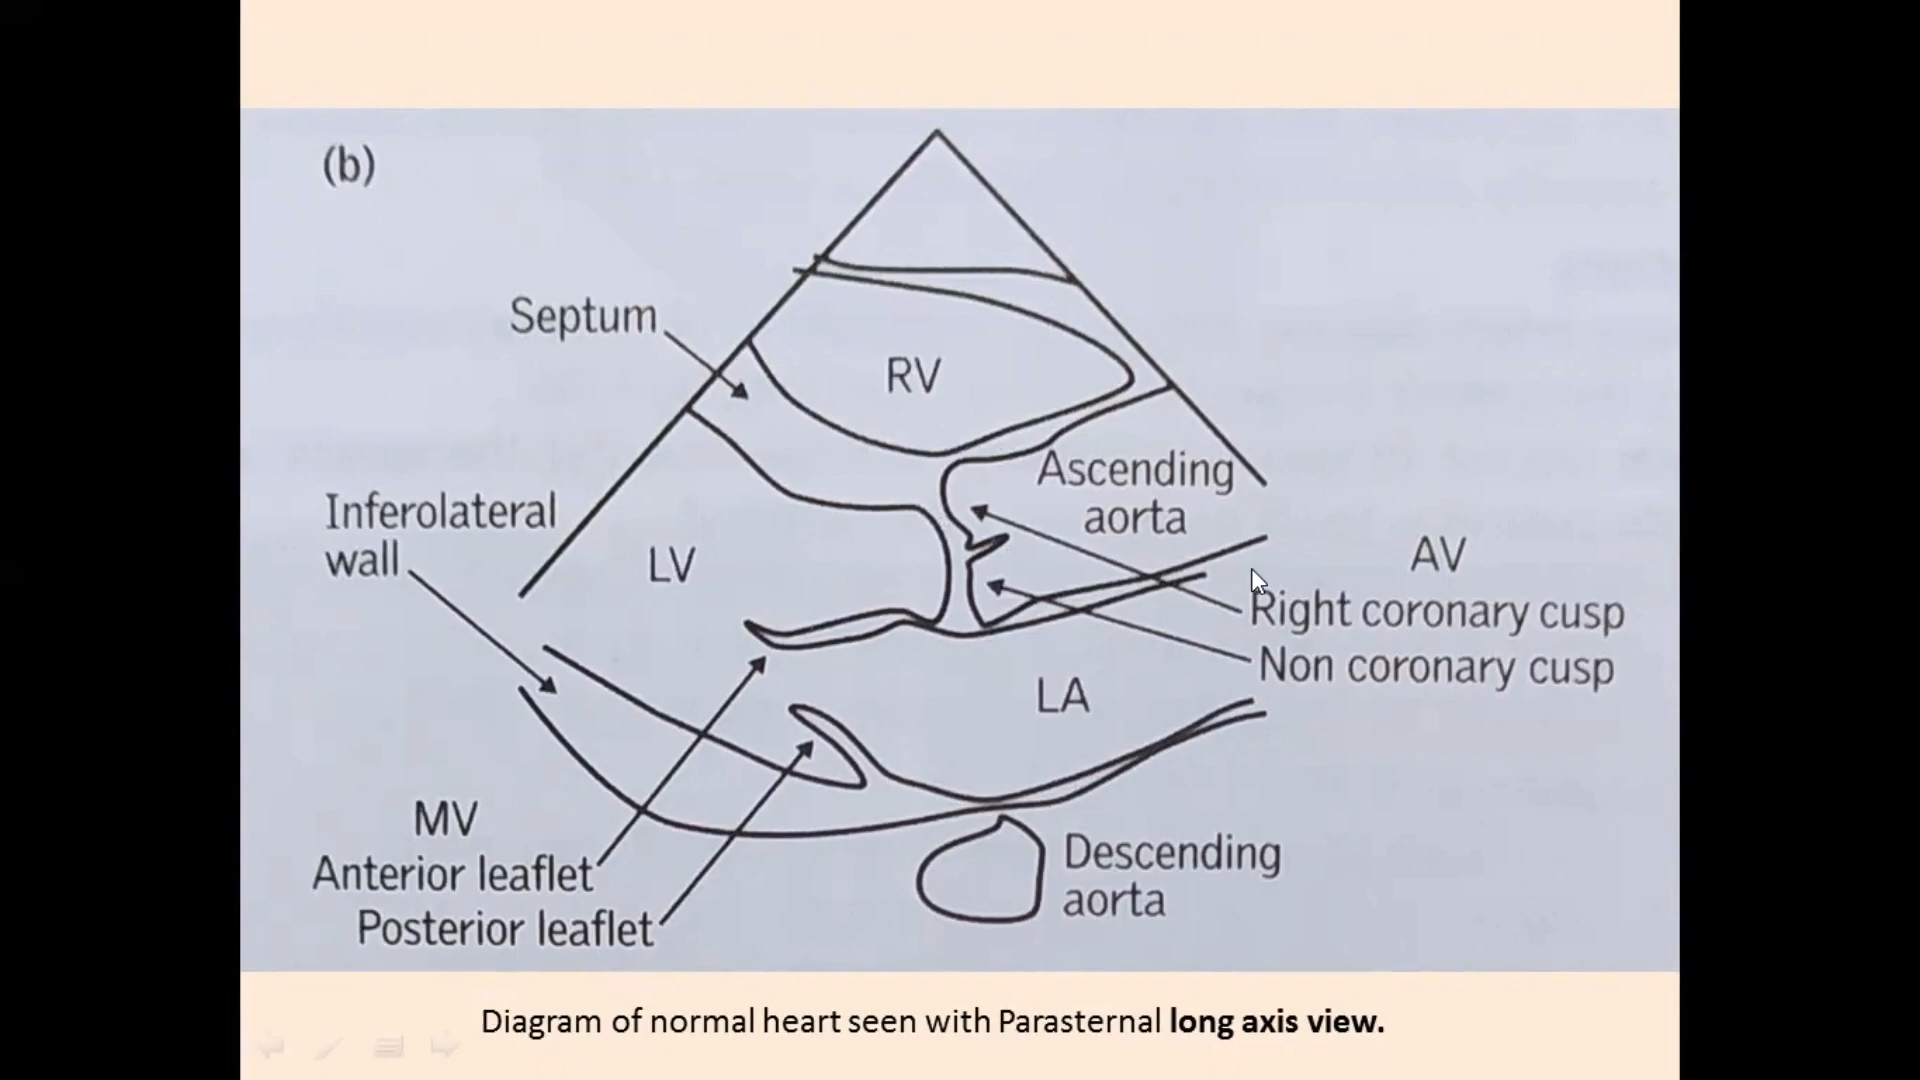 (b)
Septum
RV
Ascending
aorta
Inferolateral
wall
LV
AV
Right coronary cusp
Non coronary cusp
LA
MV
Anterior leaflet
Posterior leaflet
Descending
aorta
Diagram of normal heart seen with Parasternal long axis view.